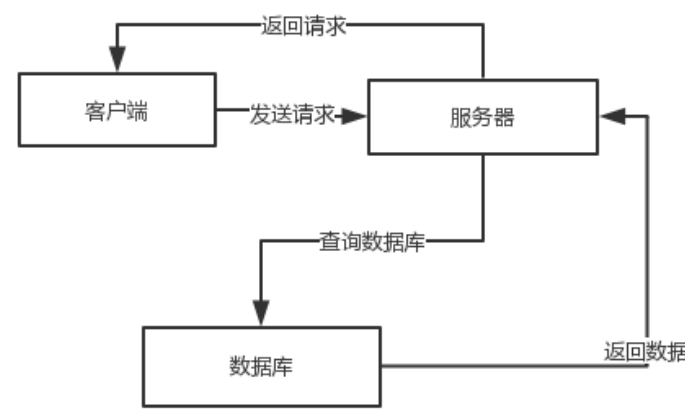 返回请求
客户端
发送请求
服务器
查询数据库
返回数据
数据库